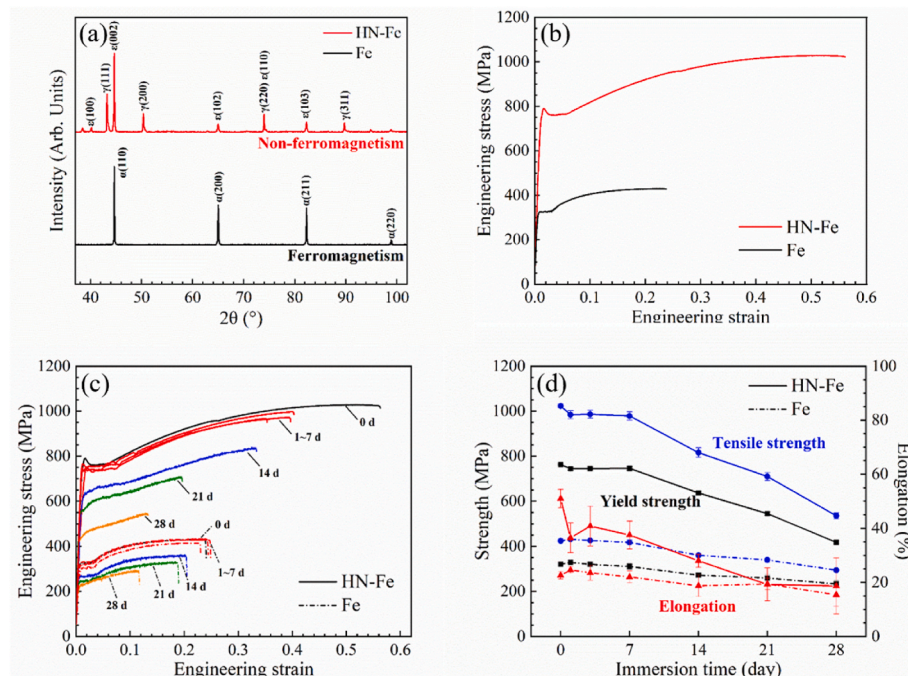 (a)
HN-Fe
Fe
ε(100)
γ(111)
ε(002)
γ(200)
ε(102)
γ(220) ε(110)
ε(103)
γ(311)
Non-ferromagnetism
α(110)
α(200)
α(211)
α(220)
Ferromagnetism
Intensity (Arb. Units)
40 50 60 70 80 90 100
2θ (°)
(b)
1200
1000
800
600
400
200
0
Engineering stress (MPa)
HN-Fe
Fe
0.0 0.1 0.2 0.3 0.4 0.5 0.6
Engineering strain
(c)
1200
1000
800
600
400
200
0
Engineering stress (MPa)
0 d
1~7 d
14 d
21 d
28 d
0 d
1~7 d
14 d
21 d
28 d
HN-Fe
Fe
0.0 0.1 0.2 0.3 0.4 0.5 0.6
Engineering strain
(d)
1200
1000
800
600
400
200
0
Strength (MPa)
HN-Fe
Fe
Tensile strength
Yield strength
Elongation
100
80
60
40
20
0
Elongation (%)
0 7 14 21 28
Immersion time (day)